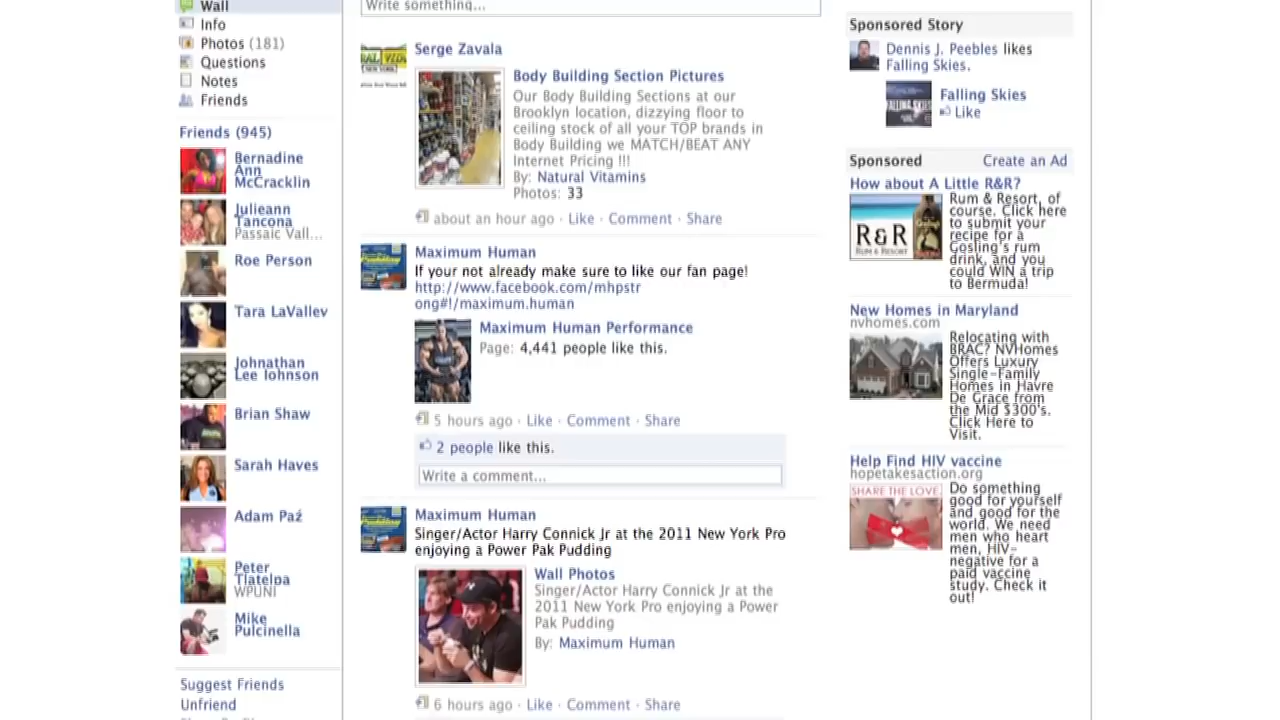 Wall
Info
Photos (181)
Questions
Notes
Friends
Friends (945)
Bernadine
Ann
McCracklin
Julieann
Tancona
Passaic Vall...
Roe Person
Tara LaValley
Johnathan
Lee Johnson
Brian Shaw
Sarah Hayes
Adam Paź
Peter
Tlatelpa
WPUNI
Mike
Pulcinella
Suggest Friends
Unfriend
Write something...
Serge Zavala
Body Building Section Pictures
Our Body Building Sections at our
Brooklyn location, dizzying floor to
ceiling stock of all your TOP brands in
Body Building we MATCH/BEAT ANY
Internet Pricing !!!
By: Natural Vitamins
Photos: 33
about an hour ago · Like · Comment · Share
Maximum Human
If your not already make sure to like our fan page!
http://www.facebook.com/mhpstr
ong#!/maximum.human
Maximum Human Performance
Page: 4,441 people like this.
5 hours ago · Like · Comment · Share
2 people like this.
Write a comment...
Maximum Human
Singer/Actor Harry Connick Jr at the 2011 New York Pro
enjoying a Power Pak Pudding
Wall Photos
Singer/Actor Harry Connick Jr at the
2011 New York Pro enjoying a Power
Pak Pudding
By: Maximum Human
6 hours ago · Like · Comment · Share
Sponsored Story
Dennis J. Peebles likes
Falling Skies.
FALLING SKIES
Falling Skies
Like
Sponsored
Create an Ad
How about A Little R&R?
R&R
RUM & RESORT
Rum & Resort, of
course. Click here
to submit your
recipe for a
Gosling's rum
drink, and you
could WIN a trip
to Bermuda!
New Homes in Maryland
nvhomes.com
Relocating with
BRAC? NVHomes
Offers Luxury
Single-Family
Homes in Havre
De Grace from
the Mid $300's.
Click Here to
Visit.
Help Find HIV vaccine
hopetakesaction.org
SHARE THE LOVE
Do something
good for yourself
and good for the
world. We need
men who heart
men, HIV-
negative for a
paid vaccine
study. Check it
out!